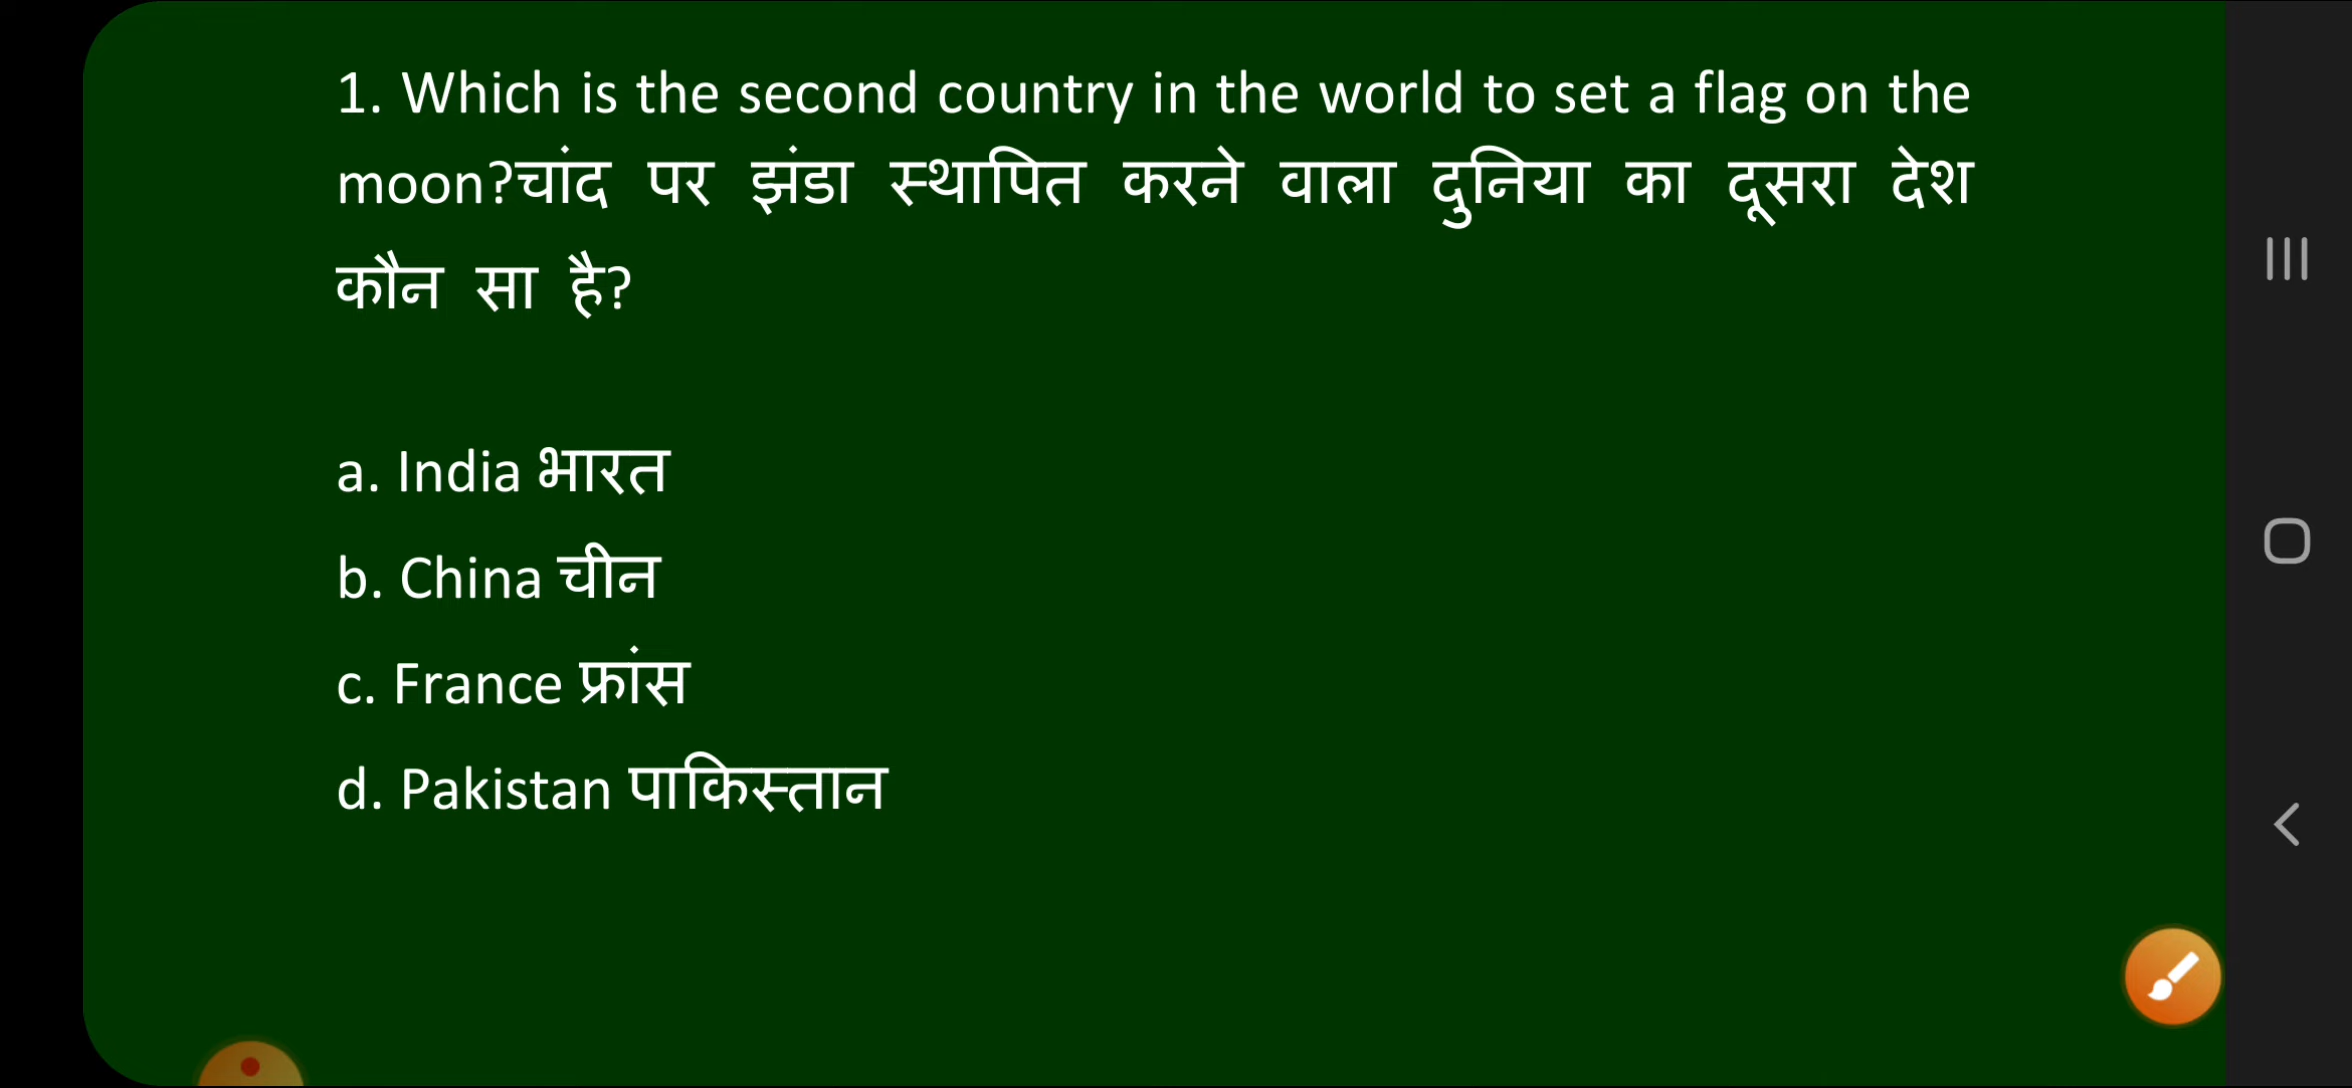 1. Which is the second country in the world to set a flag on the
moon?चांद पर झंडा स्थापित करने वाला दुनिया का दूसरा देश
कौन सा है?
a. India भारत
b. China चीन
c. France फ्रांस
d. Pakistan पाकिस्तान